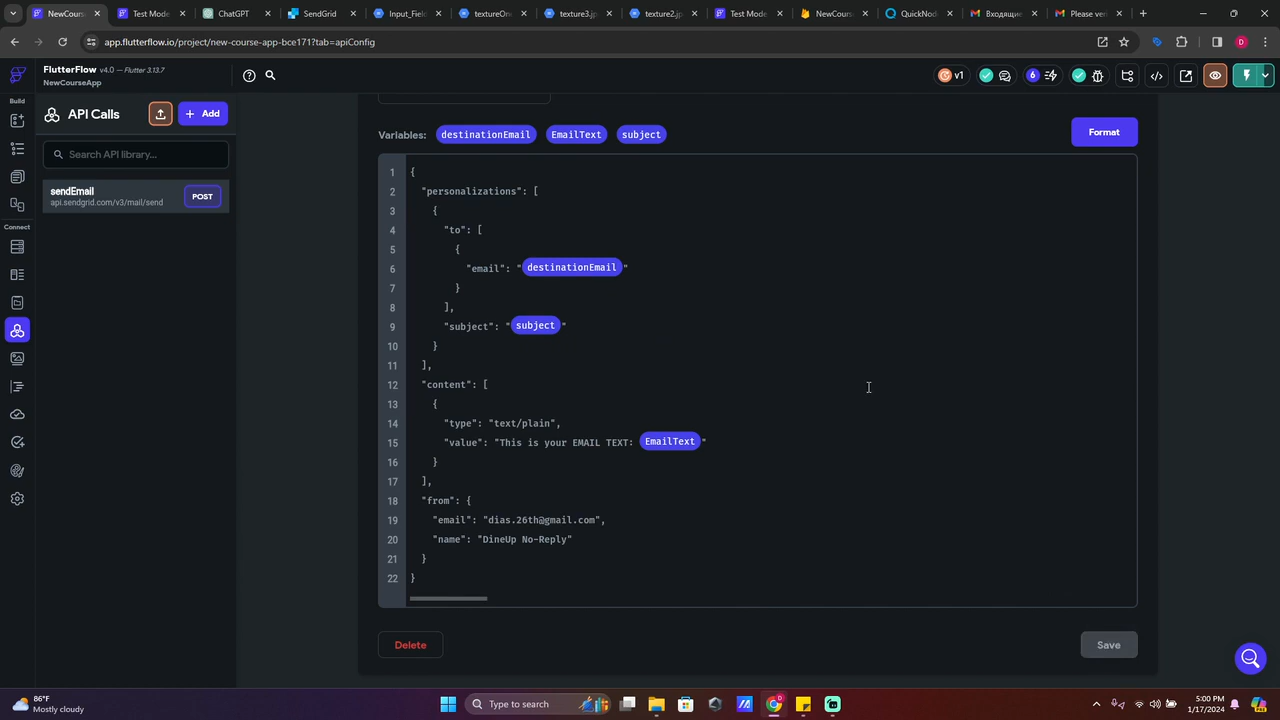 NewCours
Test Mode
ChatGPT
SendGrid
Input_Field
textureOne
texture3.jp
texture2.jp
Test Mode
NewCours
QuickNod
Входящие
Please veri
app.flutterflow.io/project/new-course-app-bce171?tab=apiConfig
FlutterFlow v4.0 — Flutter 3.13.7
NewCourseApp
v1
6
Build
API Calls
Add
Search API library...
sendEmail
api.sendgrid.com/v3/mail/send
POST
Connect
Variables: destinationEmail EmailText subject
Format
1 {
2 "personalizations": [
3 {
4 "to": [
5 {
6 "email": "destinationEmail"
7 }
8 ],
9 "subject": "subject"
10 }
11 ],
12 "content": [
13 {
14 "type": "text/plain",
15 "value": "This is your EMAIL TEXT: EmailText"
16 }
17 ],
18 "from": {
19 "email": "dias.26th@gmail.com",
20 "name": "DineUp No-Reply"
21 }
22 }
Delete
Save
86°F
Mostly cloudy
Type to search
5:00 PM
1/17/2024